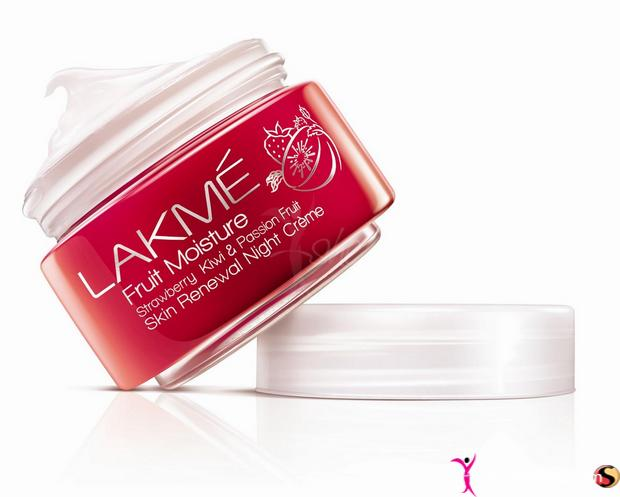 LAKMÉ
Fruit Moisture
Strawberry Kiwi & Passion Fruit
Skin Renewal Night Crème